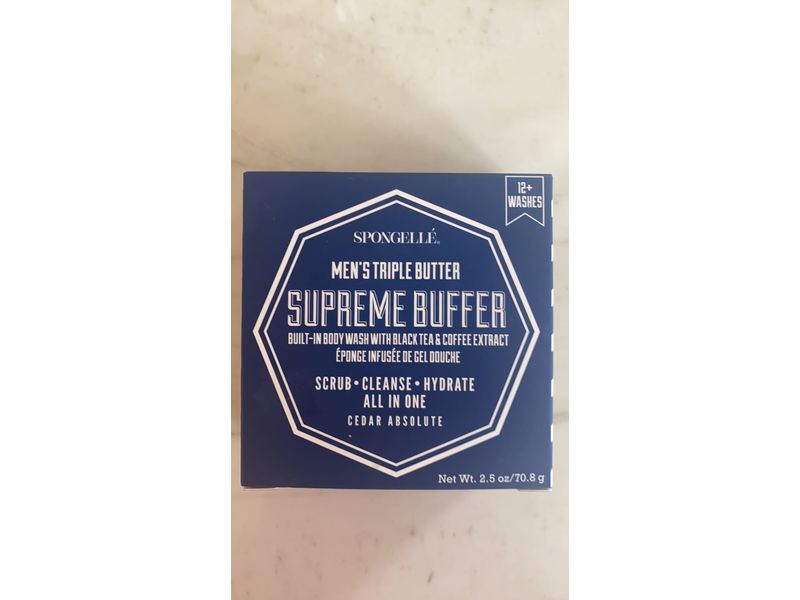 12+
WASHES
SPONGELLÉ®
MEN'S TRIPLE BUTTER
SUPREME BUFFER
BUILT-IN BODY WASH WITH BLACK TEA & COFFEE EXTRACT
ÉPONGE INFUSÉE DE GEL DOUCHE
SCRUB • CLEANSE • HYDRATE
ALL IN ONE
CEDAR ABSOLUTE
Net Wt. 2.5 oz/70.8 g